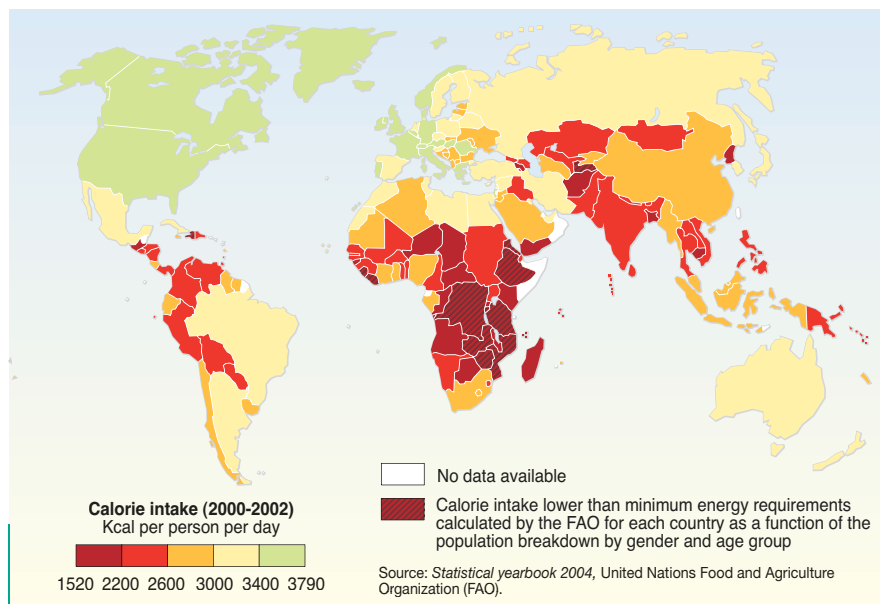 No data available
Calorie intake lower than minimum energy requirements
calculated by the FAO for each country as a function of the
population breakdown by gender and age group
Calorie intake (2000-2002)
Kcal per person per day
1520 2200 2600 3000 3400 3790
Source: Statistical yearbook 2004, United Nations Food and Agriculture
Organization (FAO).